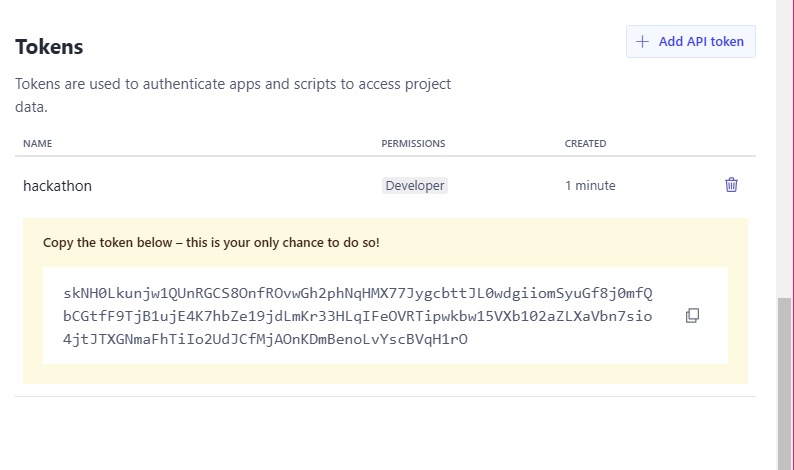 Tokens
+ Add API token
Tokens are used to authenticate apps and scripts to access project
data.
NAME PERMISSIONS CREATED
hackathon Developer 1 minute
Copy the token below – this is your only chance to do so!
skNH0Lkunjw1QUnRGCS8OnfROvwGh2phNqHMX77JygcbttJL0wdgiiomSyuGf8j0mfQ
bCGtfF9TjB1ujE4K7hbZe19jdLmKr33HLqIFeOVRTipwkbw15VXb102aZLXaVbn7sio
4jtJTXGNmaFhTiIo2UdJCfMjAOnKDmBenoLvYscBVqH1rO